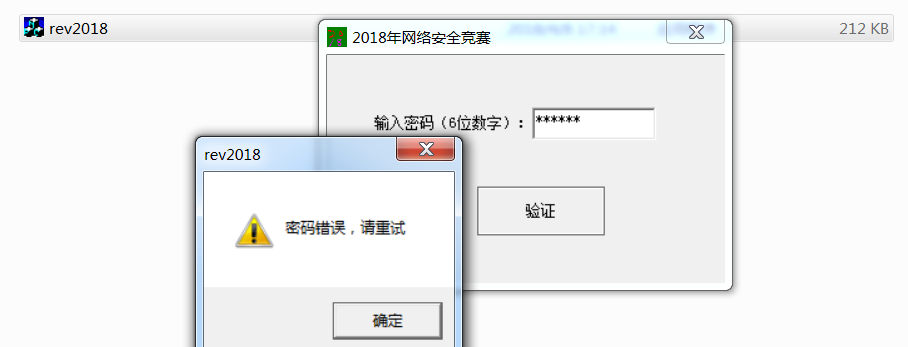 rev2018
212 KB
2018年网络安全竞赛
输入密码（6位数字）：
******
验证
rev2018
密码错误，请重试
确定